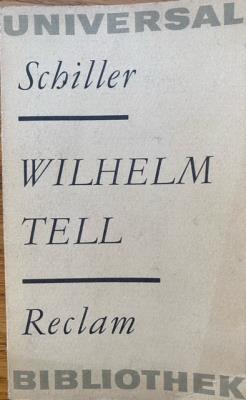 UNIVERSAL
Schiller
WILHELM
TELL
Reclam
BIBLIOTHEK